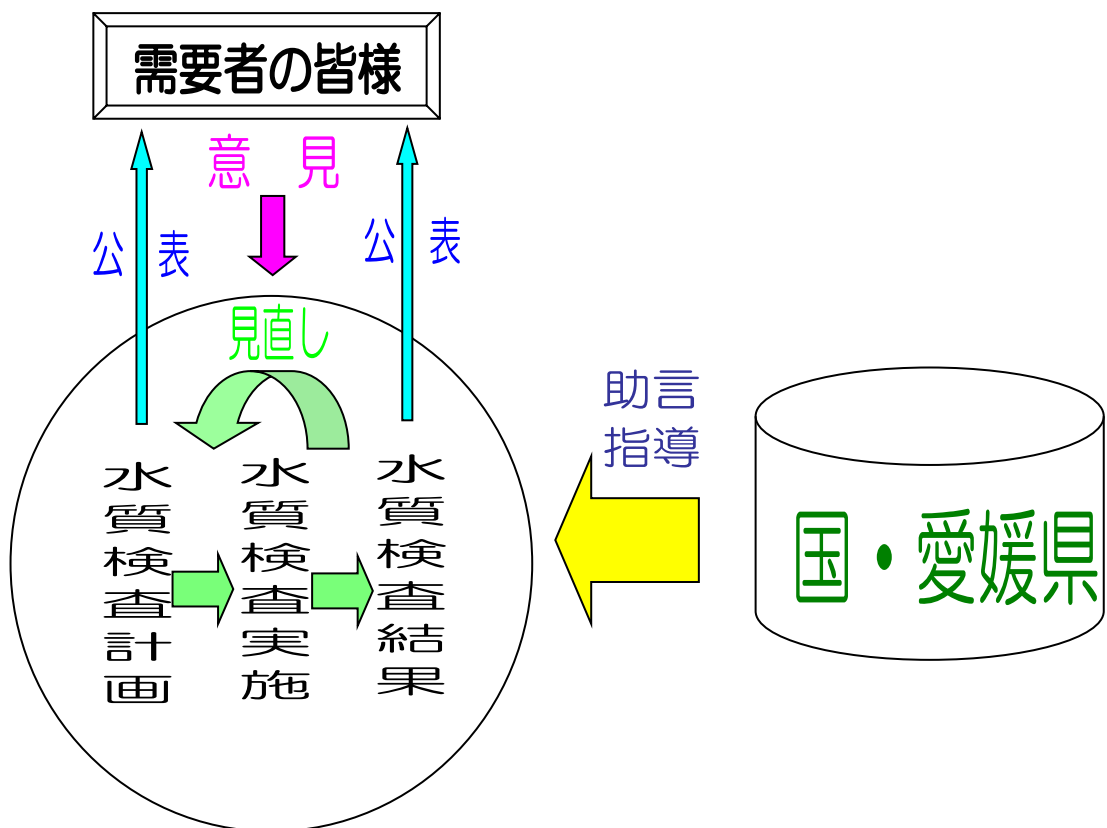 需要者の皆様
意 見
公 表
公 表
見直し
助言
指導
水質検査計画
水質検査実施
水質検査結果
国・愛媛県